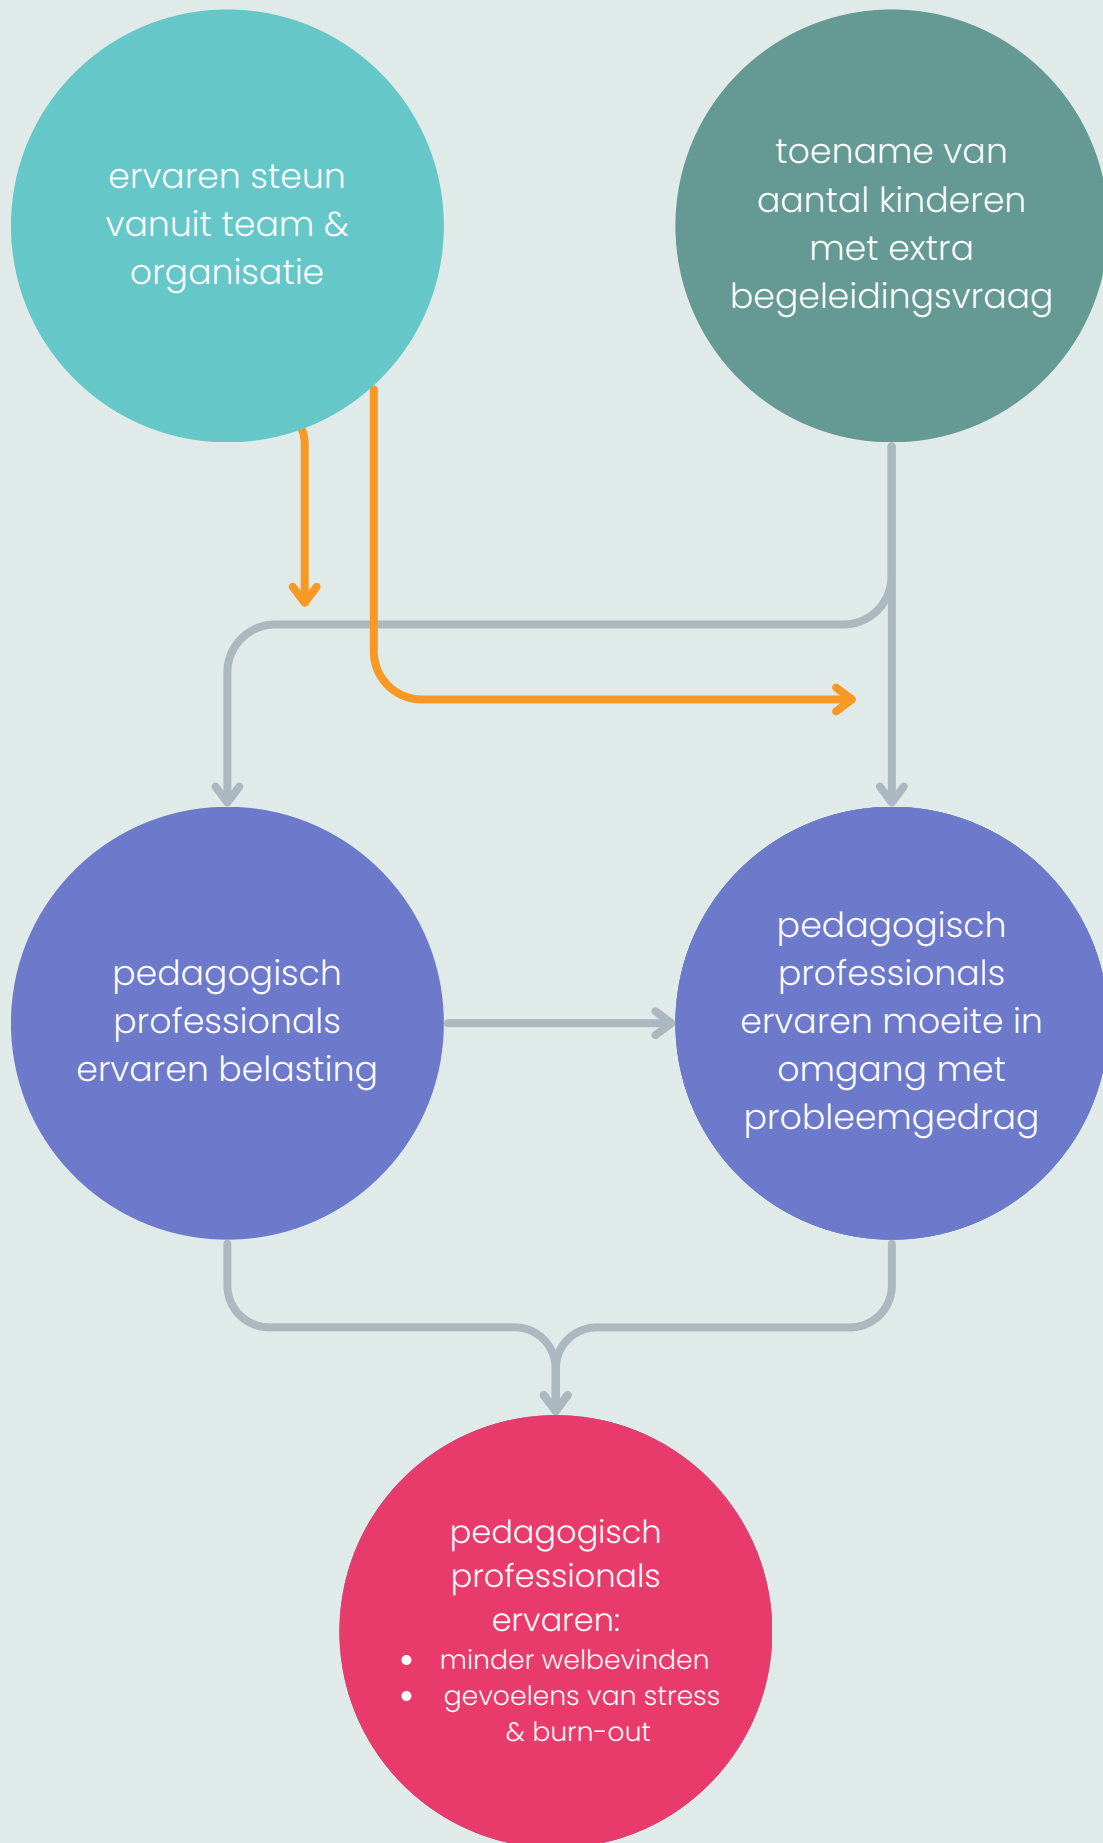 ervaren steun
vanuit team &
organisatie
toename van
aantal kinderen
met extra
begeleidingsvraag
pedagogisch
professionals
ervaren belasting
pedagogisch
professionals
ervaren moeite in
omgang met
probleemgedrag
pedagogisch
professionals
ervaren:
• minder welbevinden
• gevoelens van stress
& burn-out